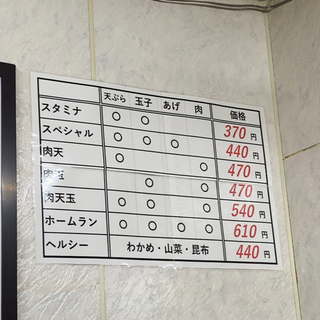 天ぷら 玉子 あげ 肉 価格
スタミナ ○ ○ 370円
スペシャル ○ ○ ○ 440円
肉天 ○ ○ 470円
肉玉 ○ ○ 470円
肉天玉 ○ ○ ○ 540円
ホームラン ○ ○ ○ ○ 610円
ヘルシー わかめ・山菜・昆布 440円